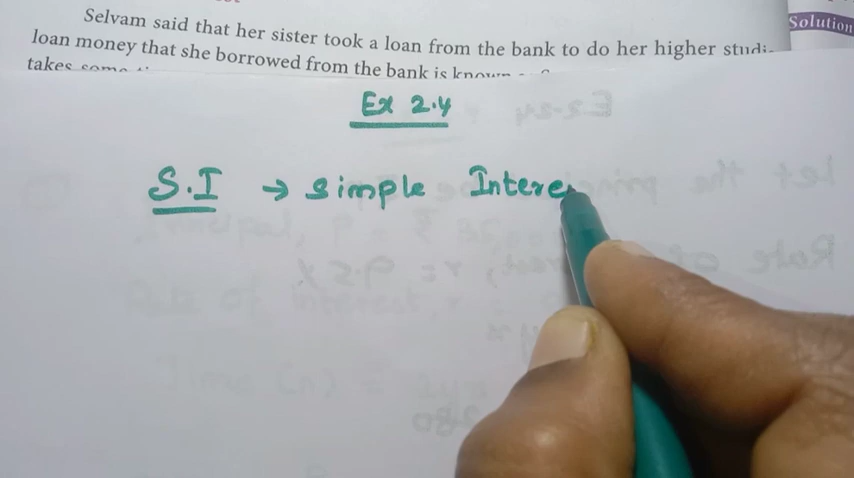 Solution
Selvam said that her sister took a loan from the bank to do her higher
loan money that she borrowed from the bank is
takes
Ex 2.4
S.I → Simple Intere